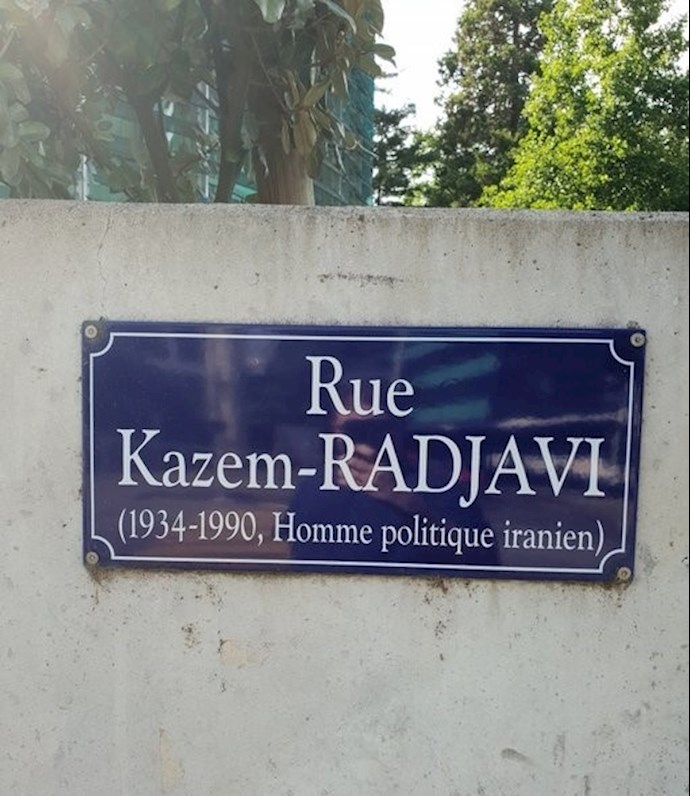 Rue
Kazem-RADJAVI
(1934-1990, Homme politique iranien)